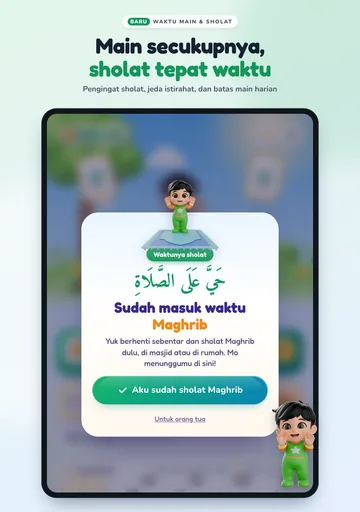 BARU WAKTU MAIN & SHOLAT
Main secukupnya,
sholat tepat waktu
Pengingat sholat, jeda istirahat, dan batas main harian
Waktunya sholat
حَيَّ عَلَى الصَّلَاةِ
Sudah masuk waktu
Maghrib
Yuk berhenti sebentar dan sholat Maghrib
dulu, di masjid atau di rumah. Mo
menunggumu di sini!
Aku sudah sholat Maghrib
Untuk orang tua